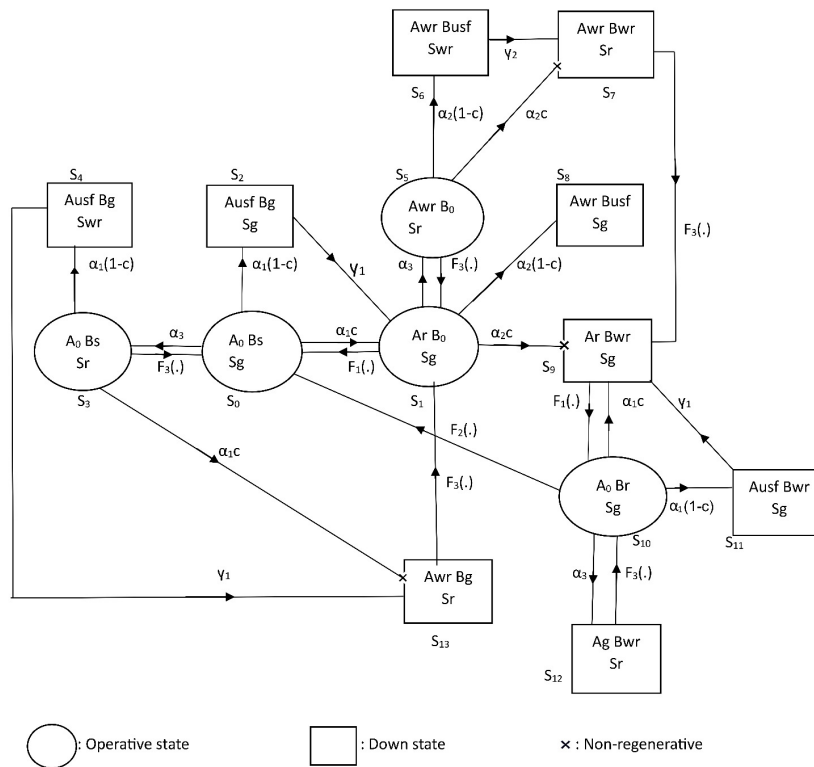 Awr Busf
Swr
S₆
γ₂
Awr Bwr
Sr
S₇
α₂(1-c)
α₂c
S₄
Ausf Bg
Swr
S₂
Ausf Bg
Sg
S₅
Awr B₀
Sr
S₈
Awr Busf
Sg
F₃(.)
α₁(1-c)
α₁(1-c)
γ₁
α₃
F₃(.)
α₂(1-c)
A₀ Bs
Sr
S₃
α₃
F₃(.)
A₀ Bs
Sg
S₀
α₁c
F₁(.)
Ar B₀
Sg
S₁
α₂c
S₉
Ar Bwr
Sg
F₁(.)
α₁c
γ₁
α₁c
F₂(.)
F₃(.)
A₀ Br
Sg
S₁₀
α₁(1-c)
Ausf Bwr
Sg
S₁₁
γ₁
Awr Bg
Sr
S₁₃
α₃
F₃(.)
Ag Bwr
Sr
S₁₂
: Operative state
: Down state
× : Non-regenerative